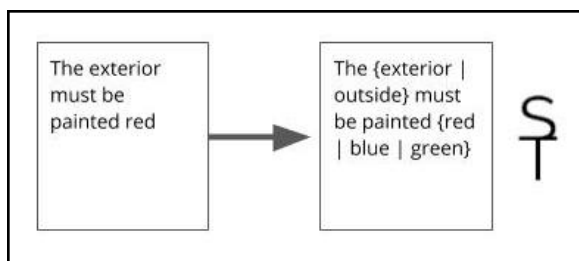 The exterior
must be
painted red
The {exterior |
outside} must
be painted {red
| blue | green}
S
T